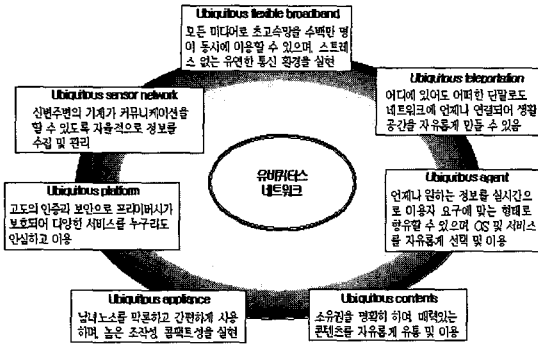 Ubiquitous flexible broadband
모든 미디어로 초고속망을 수백만 명
이 동시에 이용할 수 있으며, 스트레
스 없는 유연한 통신 환경을 실현
Ubiquitous teleportation
어디에 있어도 어떠한 단말로도
네트워크에 언제나 연결되어 생활
공간을 자유롭게 만들 수 있음
Ubiquitous sensor network
신변주변의 기계가 커뮤니케이션을
할 수 있도록 자율적으로 정보를
수집 및 관리
유비쿼터스
네트워크
Ubiquitous platform
고도의 인증과 보안으로 프라이버시가
보호되어 다양한 서비스를 누구라도
안심하고 이용
Ubiquitous agent
언제나 원하는 정보를 실시간
으로 이용자 요구에 맞는 형태로
향유할 수 있으며, OS 및 서비스
를 자유롭게 선택 및 이용
Ubiquitous appliance
남녀노소를 막론하고 간편하게 사용
하며, 높은 조작성, 콤팩트성을 실현
Ubiquitous contents
소유권을 명확히 하여, 매력있는
콘텐츠를 자유롭게 유통 및 이용